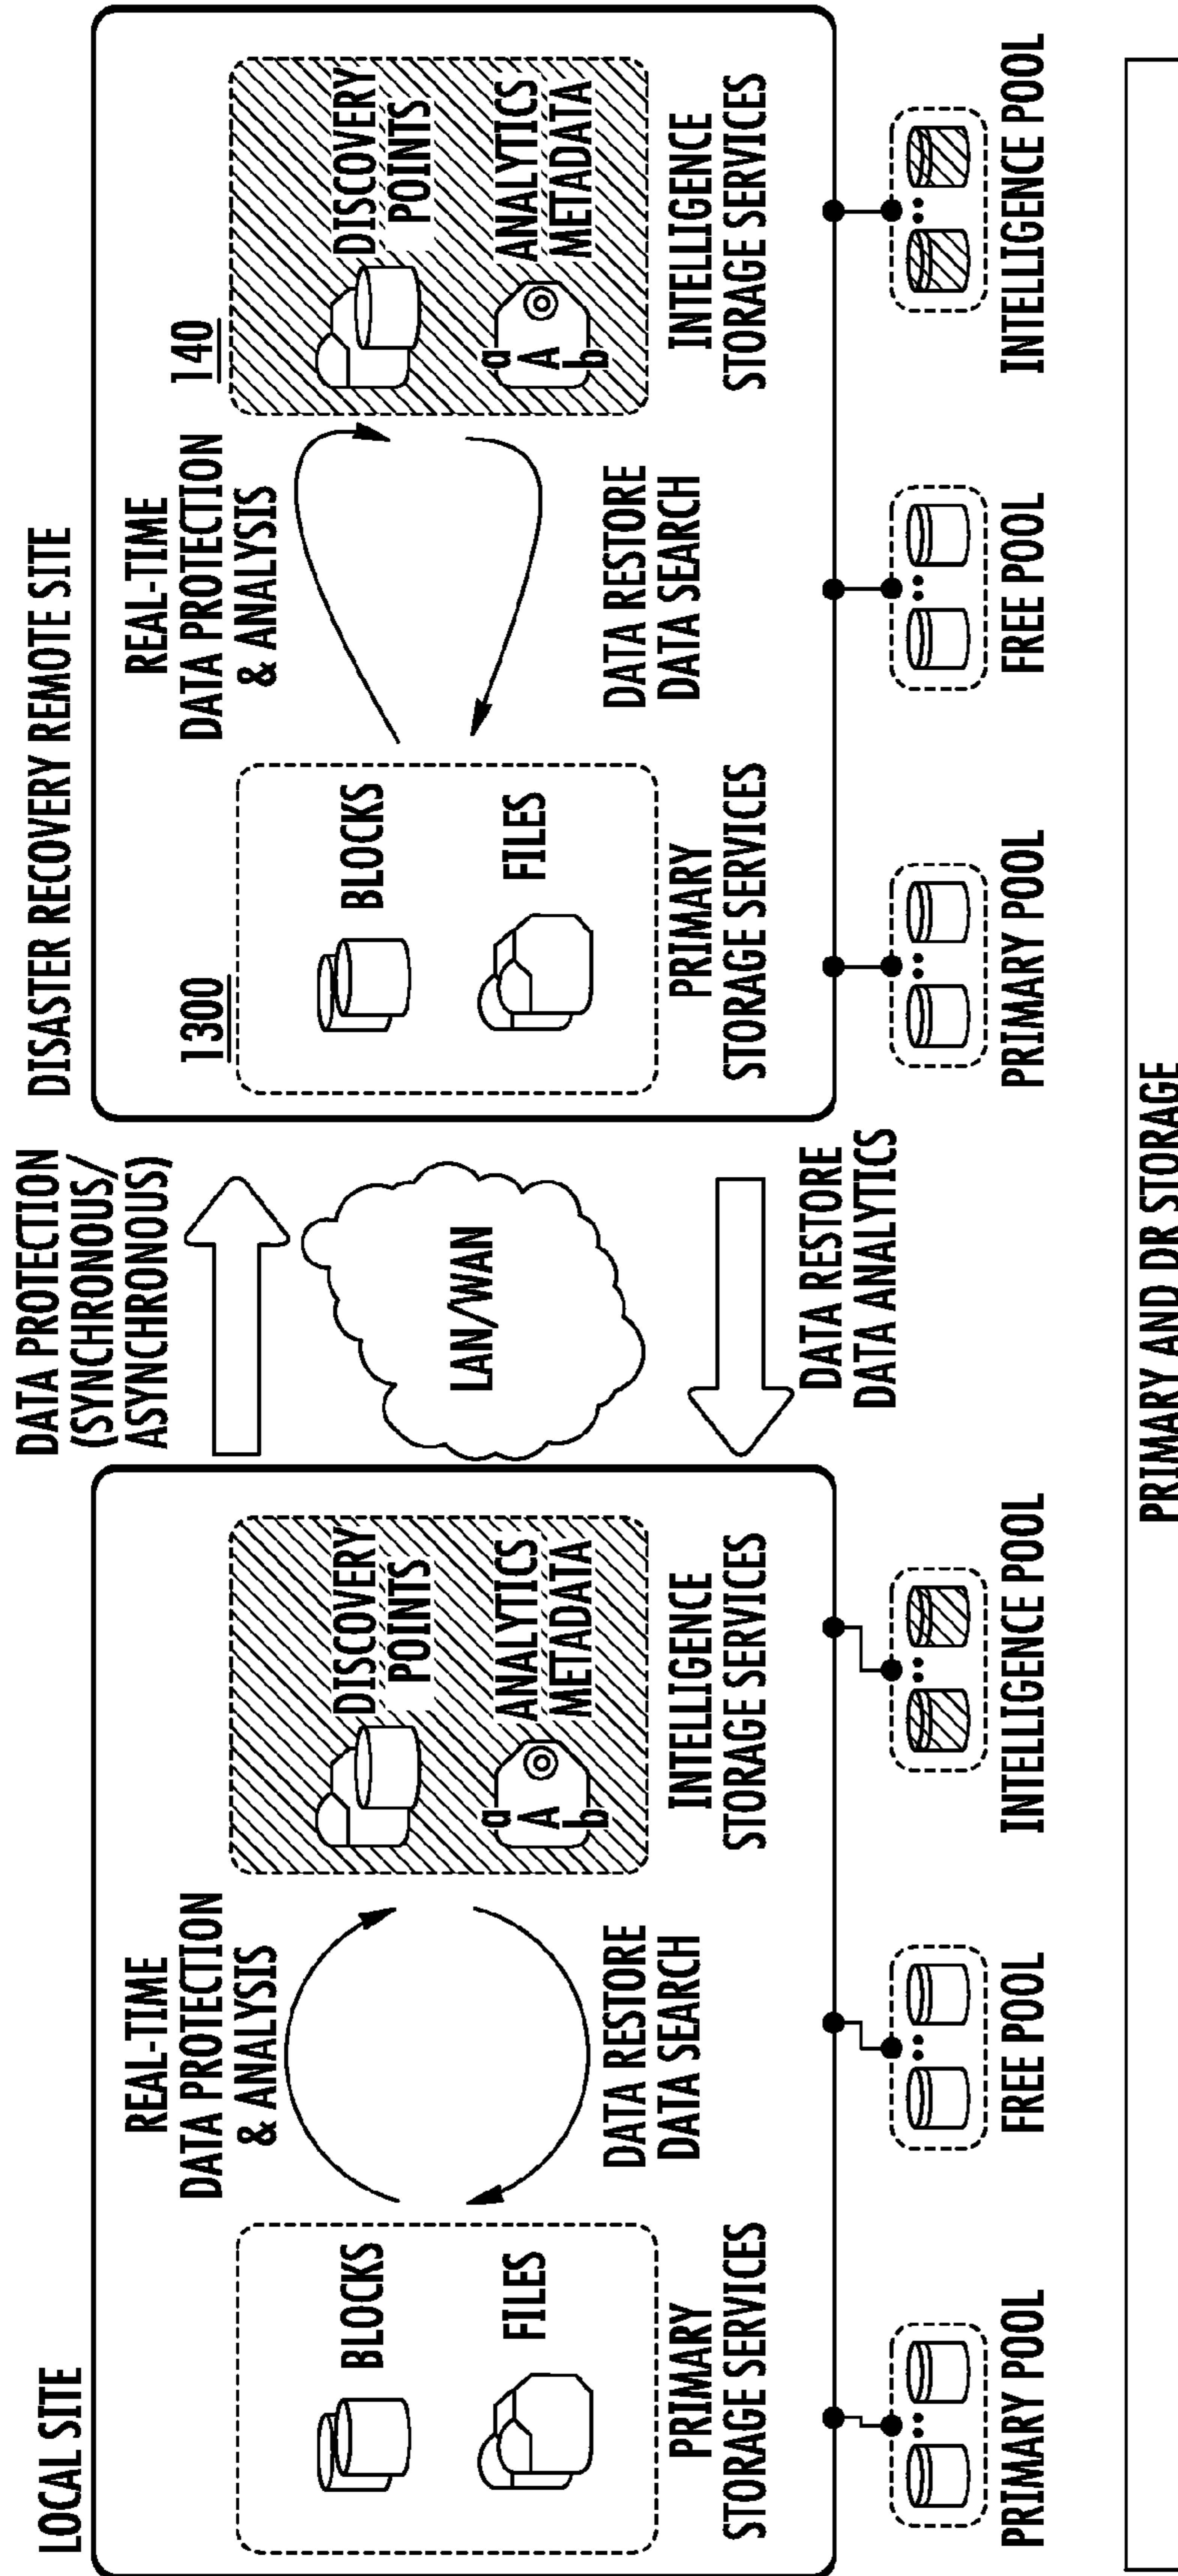 LOCAL SITE
REAL-TIME
DATA PROTECTION
& ANALYSIS
BLOCKS
FILES
PRIMARY
STORAGE SERVICES
DATA RESTORE
DATA SEARCH
DISCOVERY
POINTS
a
A
b
ANALYTICS
METADATA
INTELLIGENCE
STORAGE SERVICES
PRIMARY POOL
FREE POOL
INTELLIGENCE POOL
DATA PROTECTION
(SYNCHRONOUS/
ASYNCHRONOUS)
LAN/WAN
DATA RESTORE
DATA ANALYTICS
DISASTER RECOVERY REMOTE SITE
1300
BLOCKS
FILES
PRIMARY
STORAGE SERVICES
REAL-TIME
DATA PROTECTION
& ANALYSIS
DATA RESTORE
DATA SEARCH
140
DISCOVERY
POINTS
a
A
b
ANALYTICS
METADATA
INTELLIGENCE
STORAGE SERVICES
PRIMARY POOL
FREE POOL
INTELLIGENCE POOL
PRIMARY AND DR STORAGE